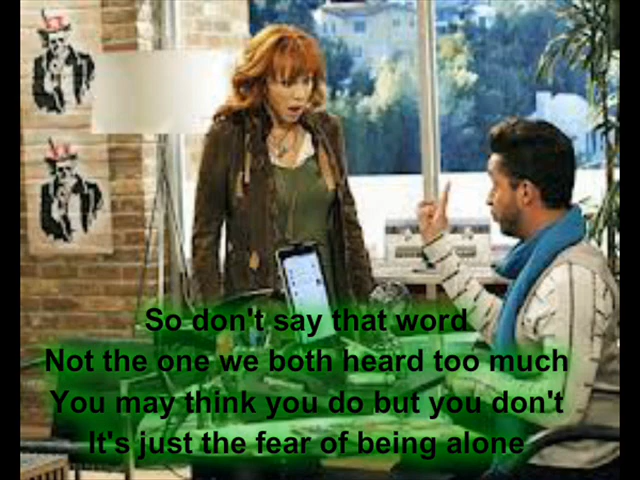 So don't say that word
Not the one we both heard too much
You may think you do but you don't
It's just the fear of being alone